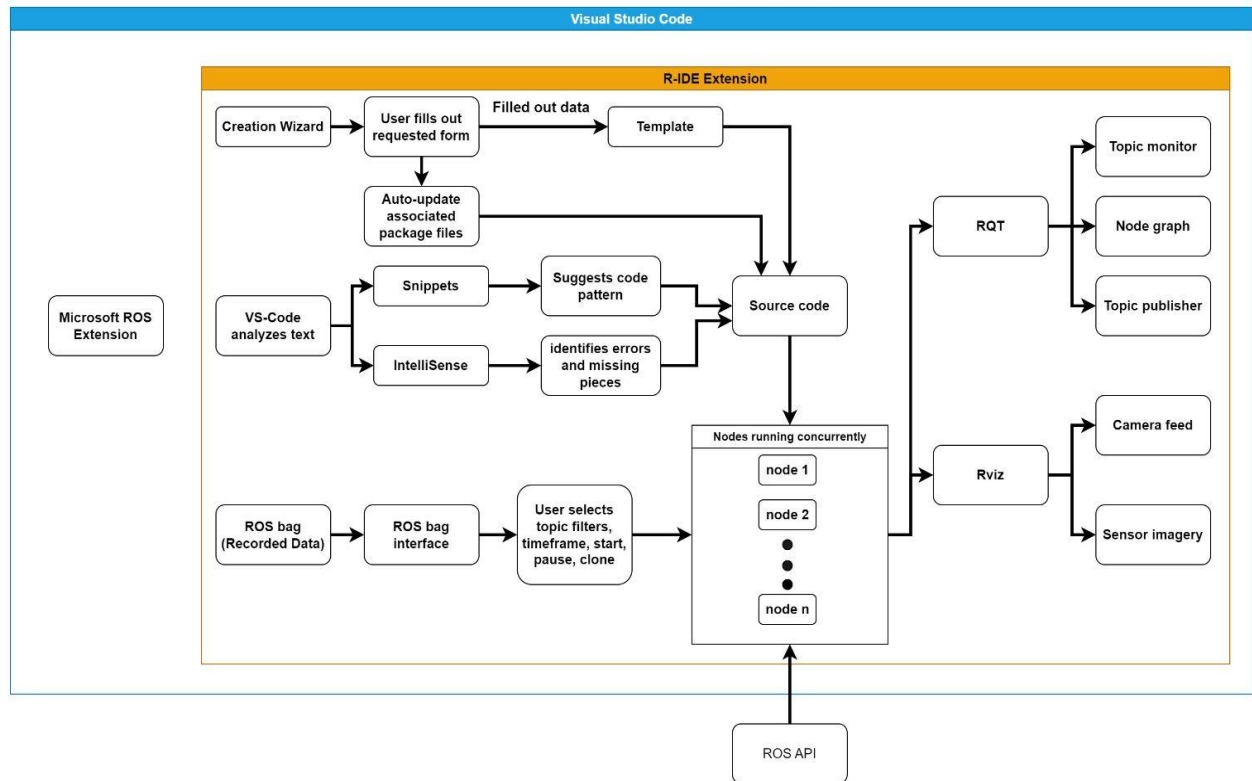 Visual Studio Code
R-IDE Extension
Creation Wizard
User fills out
requested form
Filled out data
Template
Auto-update
associated
package files
Microsoft ROS
Extension
VS-Code
analyzes text
Snippets
Suggests code
pattern
IntelliSense
identifies errors
and missing
pieces
Source code
ROS bag
(Recorded Data)
ROS bag
interface
User selects
topic filters,
timeframe, start,
pause, clone
Nodes running concurrently
node 1
node 2
node n
RQT
Topic monitor
Node graph
Topic publisher
Rviz
Camera feed
Sensor imagery
ROS API